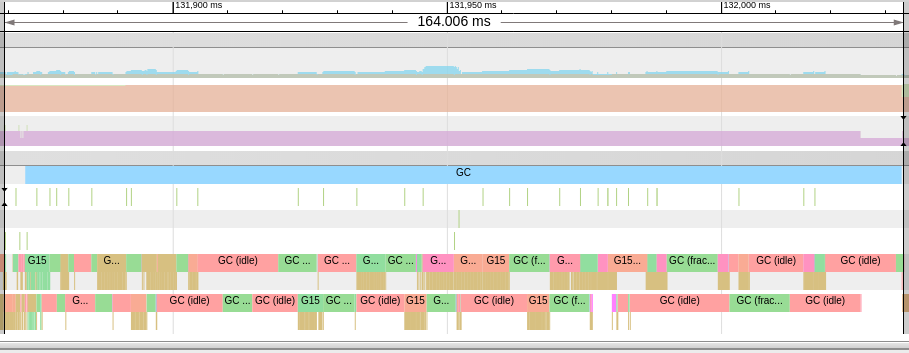 131,900 ms 131,950 ms 132,000 ms
164.006 ms
GC
G15 G... GC (idle) GC ... GC ... G... GC ... G... G... G15 GC (f... G... G15... GC (frac... GC (idle) GC (idle)
G... GC (idle) GC ... GC (idle) G15 GC ... GC (idle) G15 G... GC (idle) G15 GC (f... GC (idle) GC (frac... GC (idle)